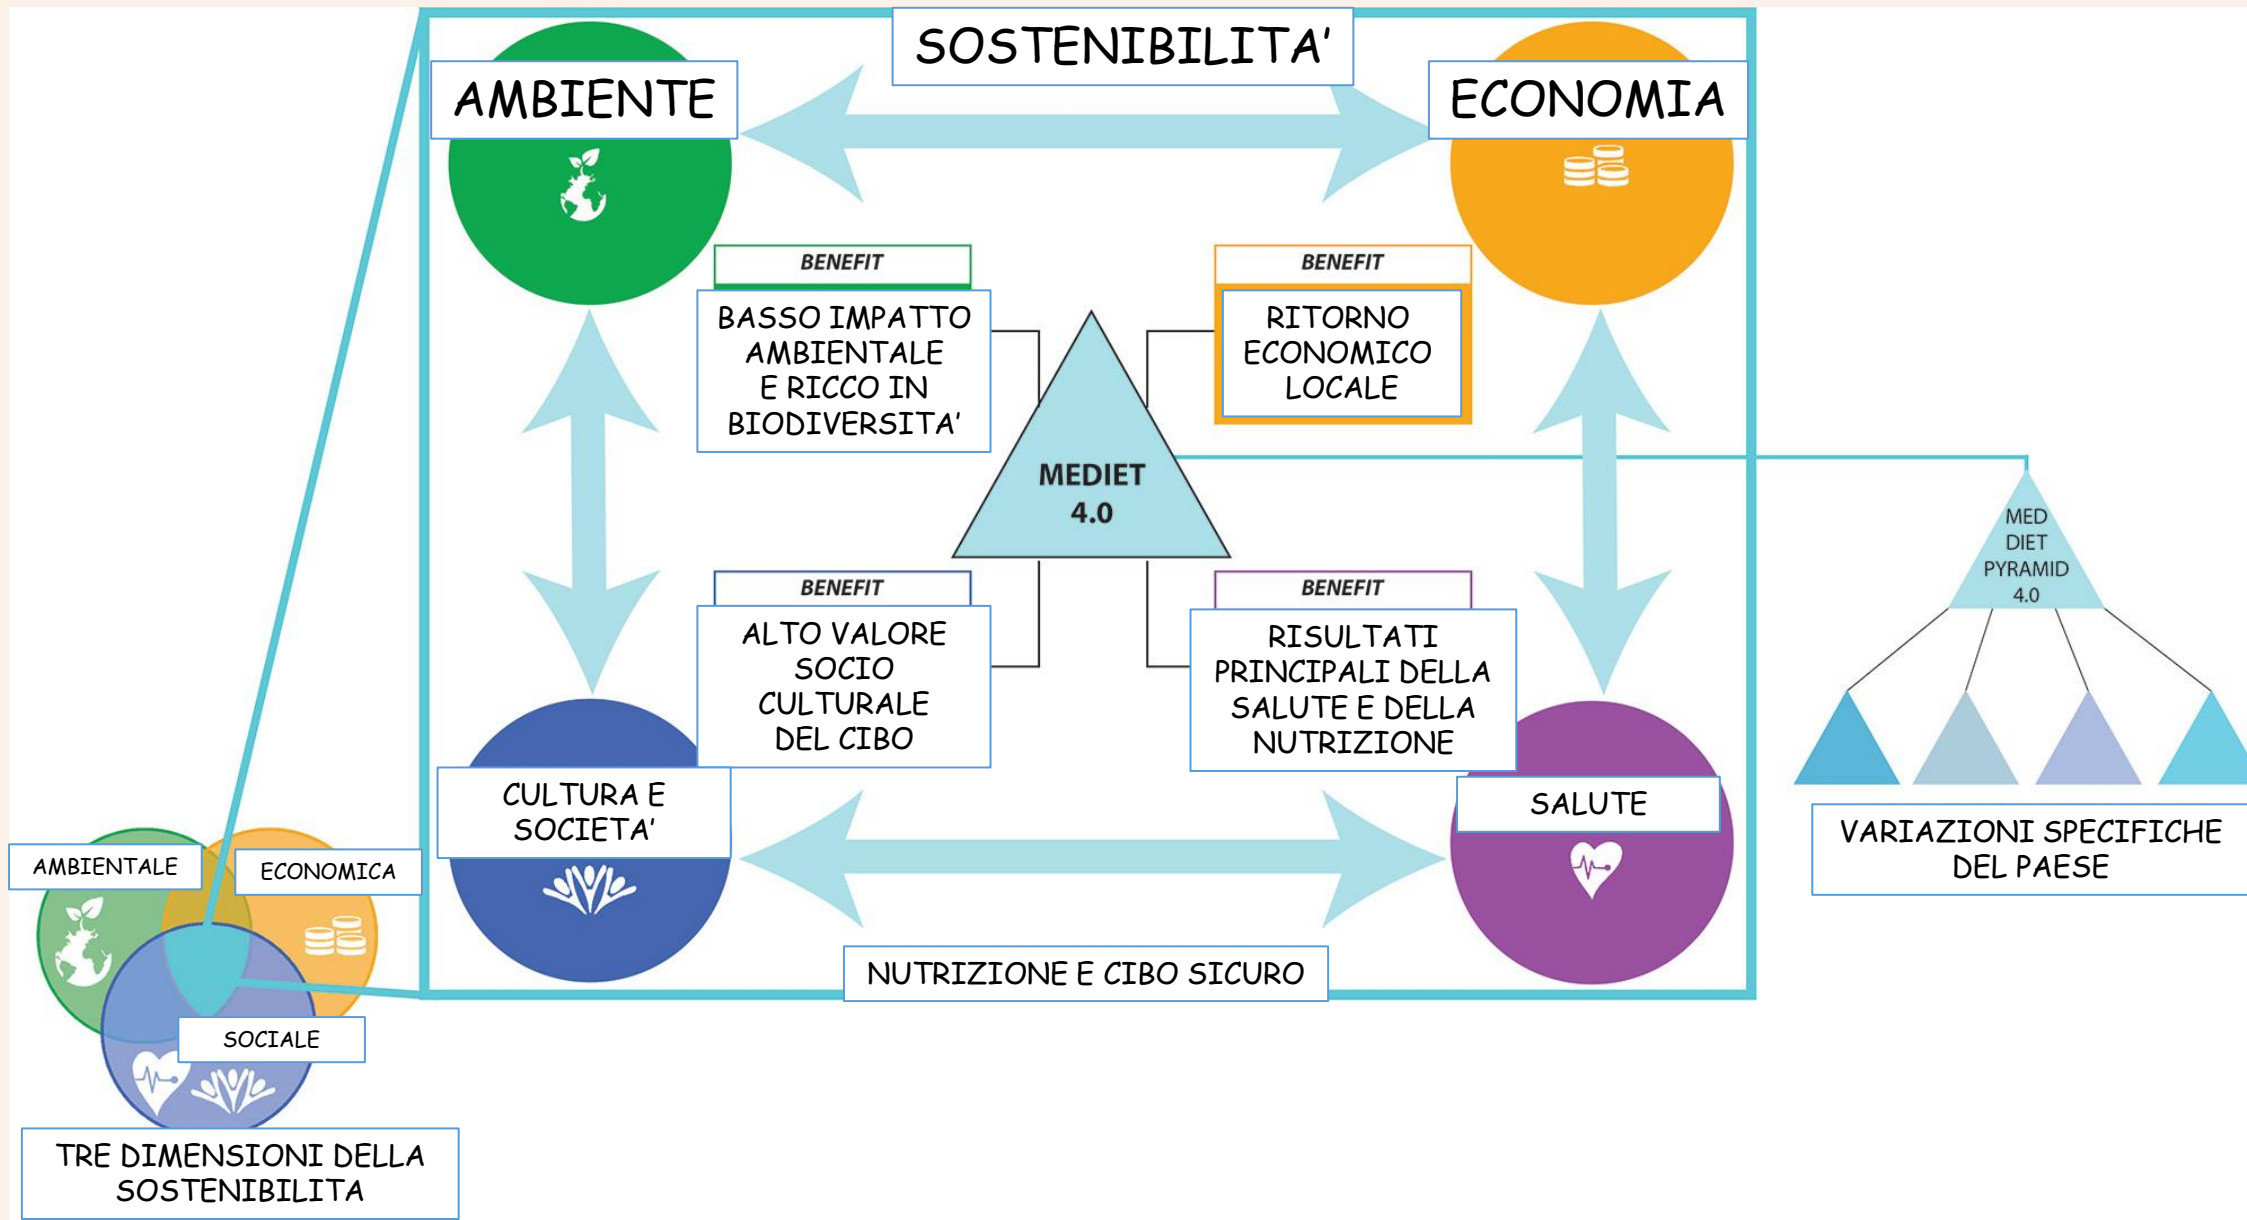 SOSTENIBILITA'
AMBIENTE
ECONOMIA
BENEFIT
BASSO IMPATTO
AMBIENTALE
E RICCO IN
BIODIVERSITA'
BENEFIT
RITORNO
ECONOMICO
LOCALE
MEDIET
4.0
BENEFIT
ALTO VALORE
SOCIO
CULTURALE
DEL CIBO
BENEFIT
RISULTATI
PRINCIPALI DELLA
SALUTE E DELLA
NUTRIZIONE
CULTURA E
SOCIETA'
SALUTE
NUTRIZIONE E CIBO SICURO
MED
DIET
PYRAMID
4.0
VARIAZIONI SPECIFICHE
DEL PAESE
AMBIENTALE
ECONOMICA
SOCIALE
TRE DIMENSIONI DELLA
SOSTENIBILITA